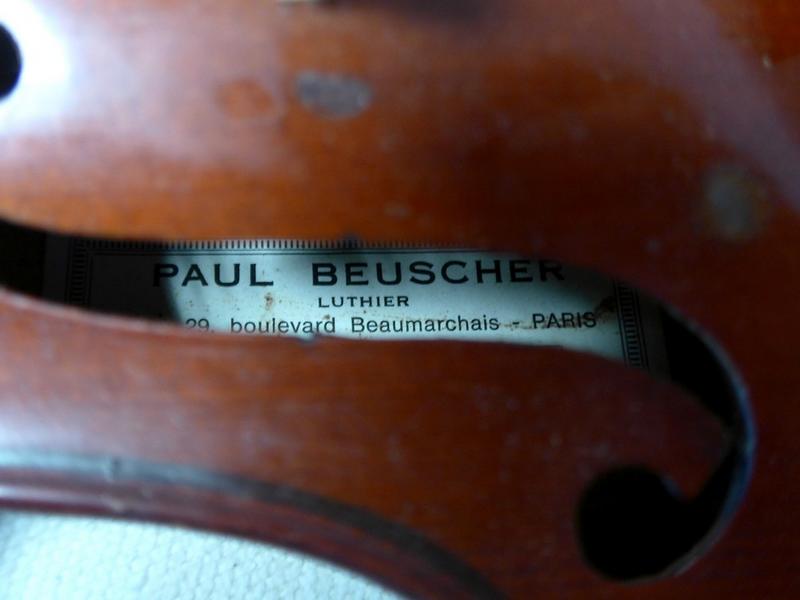 PAUL BEUSCHER
LUTHIER
29, boulevard Beaumarchais - PARIS